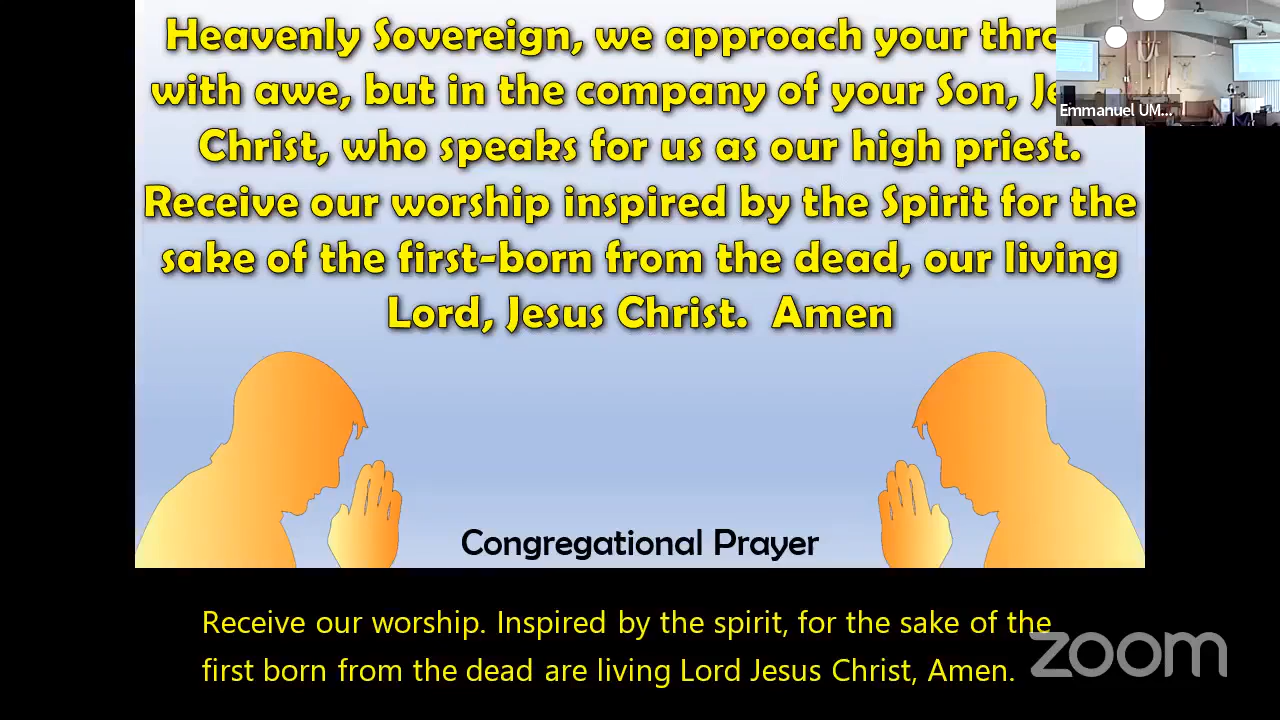 Heavenly Sovereign, we approach your
with awe, but in the company of your Son,
Christ, who speaks for us as our high priest.
Receive our worship inspired by the Spirit for the
sake of the first-born from the dead, our living
Lord, Jesus Christ. Amen
Emmanuel UM...
Congregational Prayer
Receive our worship. Inspired by the spirit, for the sake of the
first born from the dead are living Lord Jesus Christ, Amen.
zoom